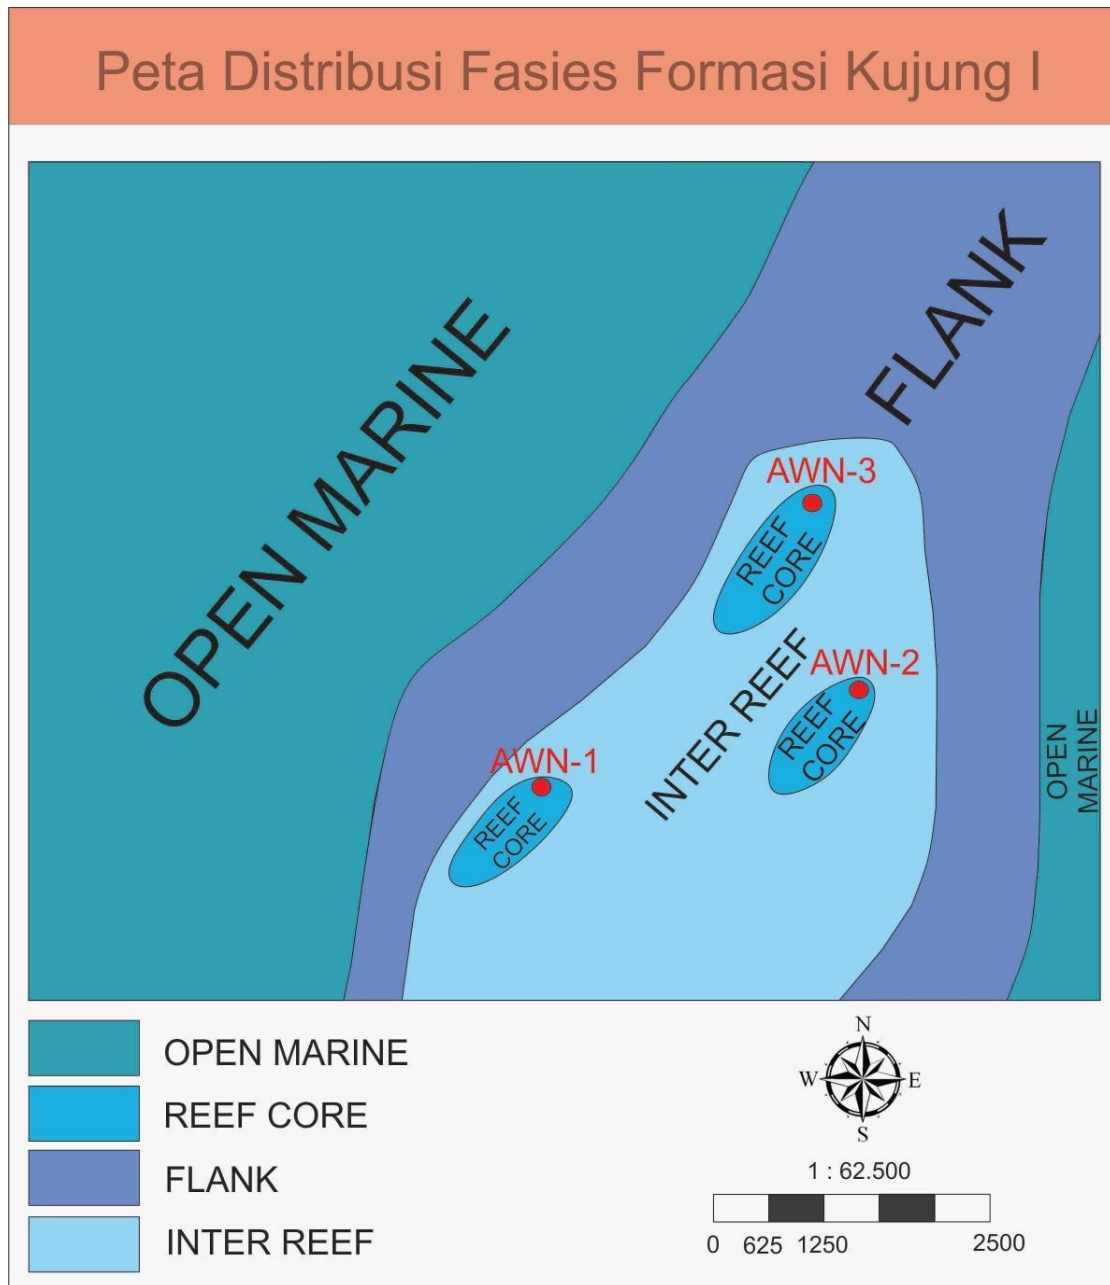 Peta Distribusi Fasies Formasi Kujung I
OPEN MARINE
FLANK
AWN-3
REEF
CORE
INTER REEF
AWN-2
REEF
CORE
AWN-1
REEF
CORE
OPEN
MARINE
OPEN MARINE
REEF CORE
FLANK
INTER REEF
N
W E
S
1 : 62.500
0 625 1250 2500